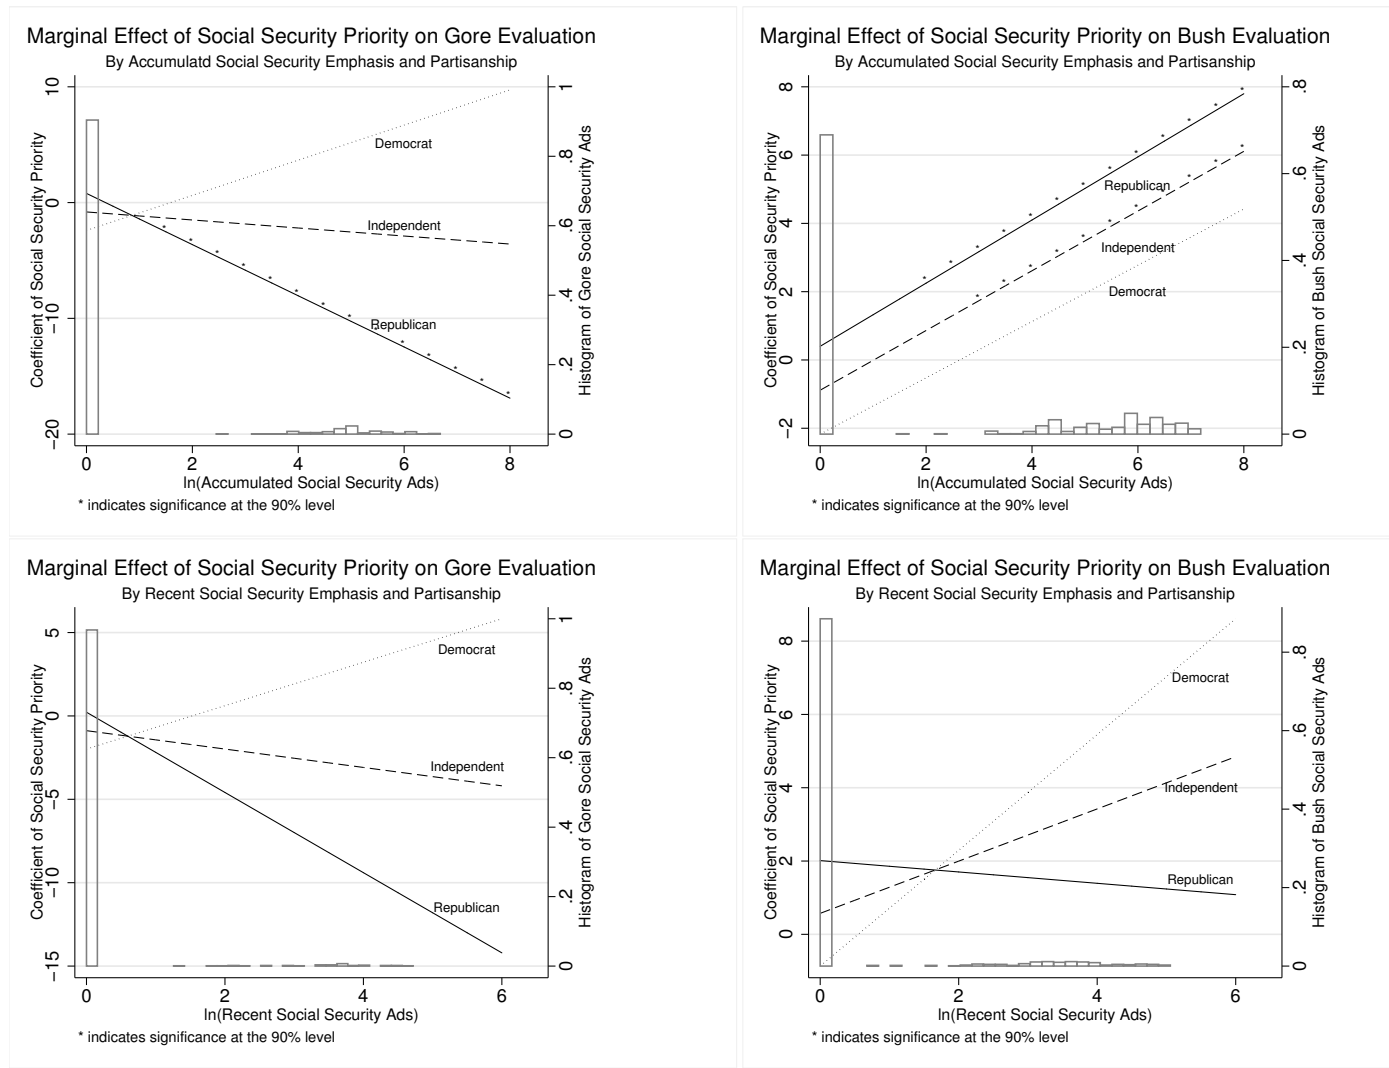 Marginal Effect of Social Security Priority on Gore Evaluation
By Accumulatd Social Security Emphasis and Partisanship
Coefficient of Social Security Priority
10
0
−10
−20
Democrat
Independent
Republican
1
.8
.6
.4
.2
0
Histogram of Gore Social Security Ads
0 2 4 6 8
ln(Accumulated Social Security Ads)
* indicates significance at the 90% level
Marginal Effect of Social Security Priority on Bush Evaluation
By Accumulated Social Security Emphasis and Partisanship
Coefficient of Social Security Priority
8
6
4
2
0
−2
Republican
Independent
Democrat
.8
.6
.4
.2
0
Histogram of Bush Social Security Ads
0 2 4 6 8
ln(Accumulated Social Security Ads)
* indicates significance at the 90% level
Marginal Effect of Social Security Priority on Gore Evaluation
By Recent Social Security Emphasis and Partisanship
Coefficient of Social Security Priority
5
0
−5
−10
−15
Democrat
Independent
Republican
1
.8
.6
.4
.2
0
Histogram of Gore Social Security Ads
0 2 4 6
ln(Recent Social Security Ads)
* indicates significance at the 90% level
Marginal Effect of Social Security Priority on Bush Evaluation
By Recent Social Security Emphasis and Partisanship
Coefficient of Social Security Priority
8
6
4
2
0
Democrat
Independent
Republican
.8
.6
.4
.2
0
Histogram of Bush Social Security Ads
0 2 4 6
ln(Recent Social Security Ads)
* indicates significance at the 90% level